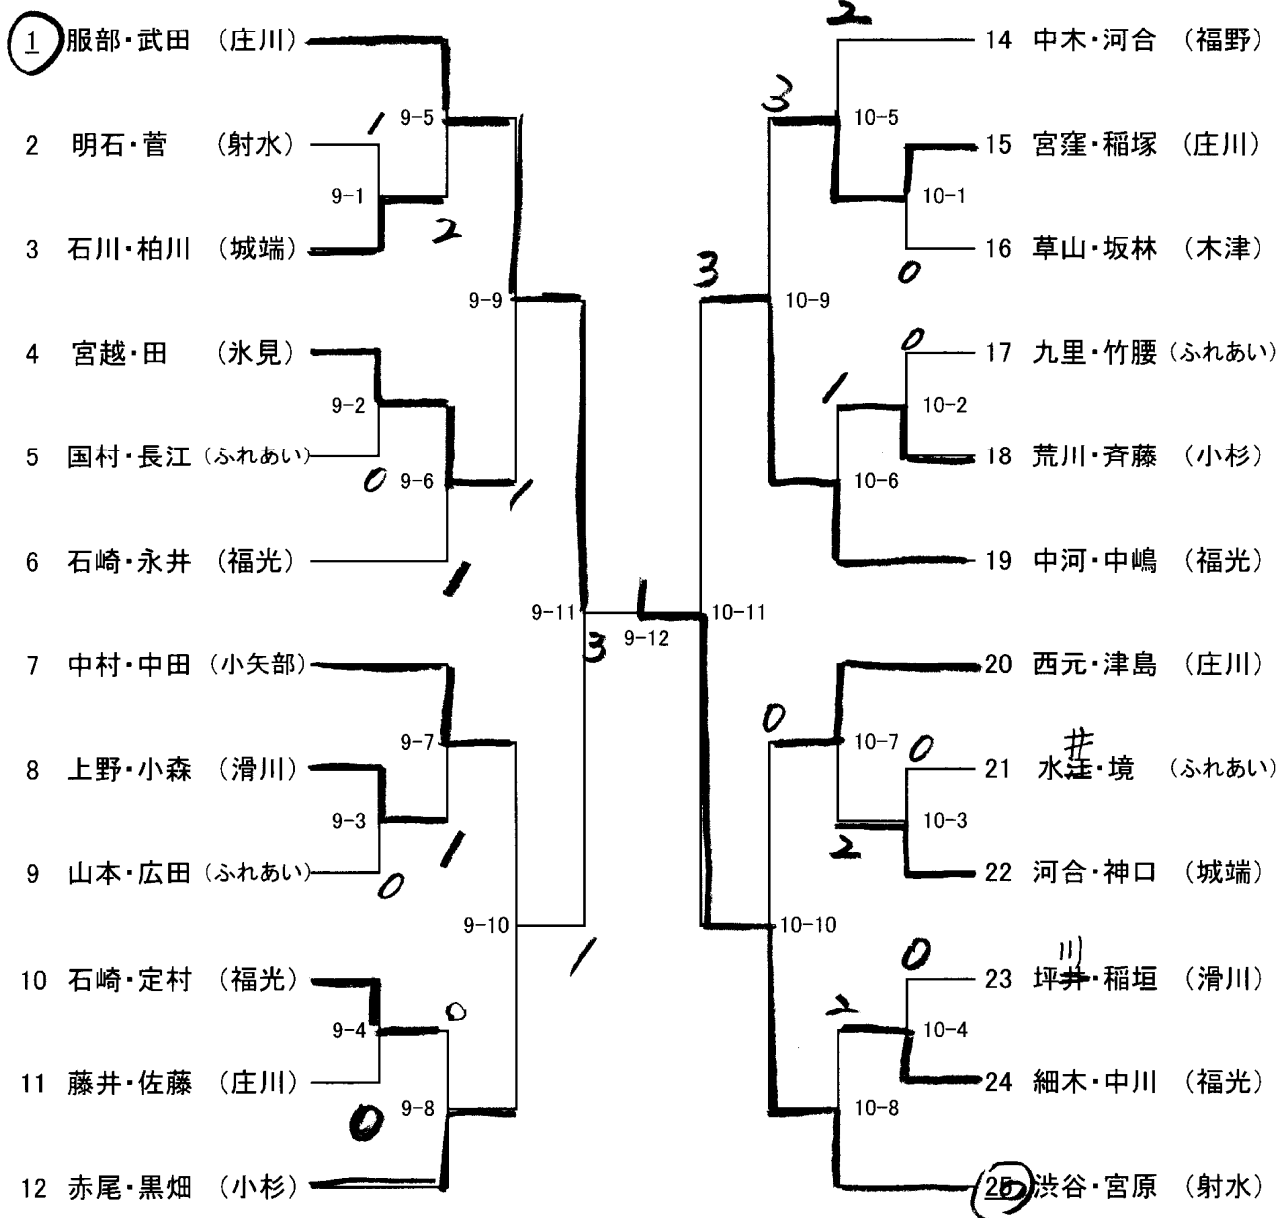 1 服部・武田 (庄川)
2 明石・菅 (射水)
3 石川・柏川 (城端)
4 宮越・田 (氷見)
5 国村・長江 (ふれあい)
6 石崎・永井 (福光)
7 中村・中田 (小矢部)
8 上野・小森 (滑川)
9 山本・広田 (ふれあい)
10 石崎・定村 (福光)
11 藤井・佐藤 (庄川)
12 赤尾・黒畑 (小杉)
1
9-5
9-1
2
9-9
9-2
0
9-6
1
1
9-11
3
9-12
9-7
9-3
1
0
9-10
1
9-4
0
9-8
0
2
3
10-5
10-1
0
3
10-9
0
1
10-2
10-6
10-11
0
10-7
0
10-3
2
10-10
0
2
10-4
10-8
14 中木・河合 (福野)
15 宮窪・稲塚 (庄川)
16 草山・坂林 (木津)
17 九里・竹腰 (ふれあい)
18 荒川・斉藤 (小杉)
19 中河・中嶋 (福光)
20 西元・津島 (庄川)
井
21 水・境 (ふれあい)
22 河合・神口 (城端)
川
23 坪井・稲垣 (滑川)
24 細木・中川 (福光)
25 渋谷・宮原 (射水)